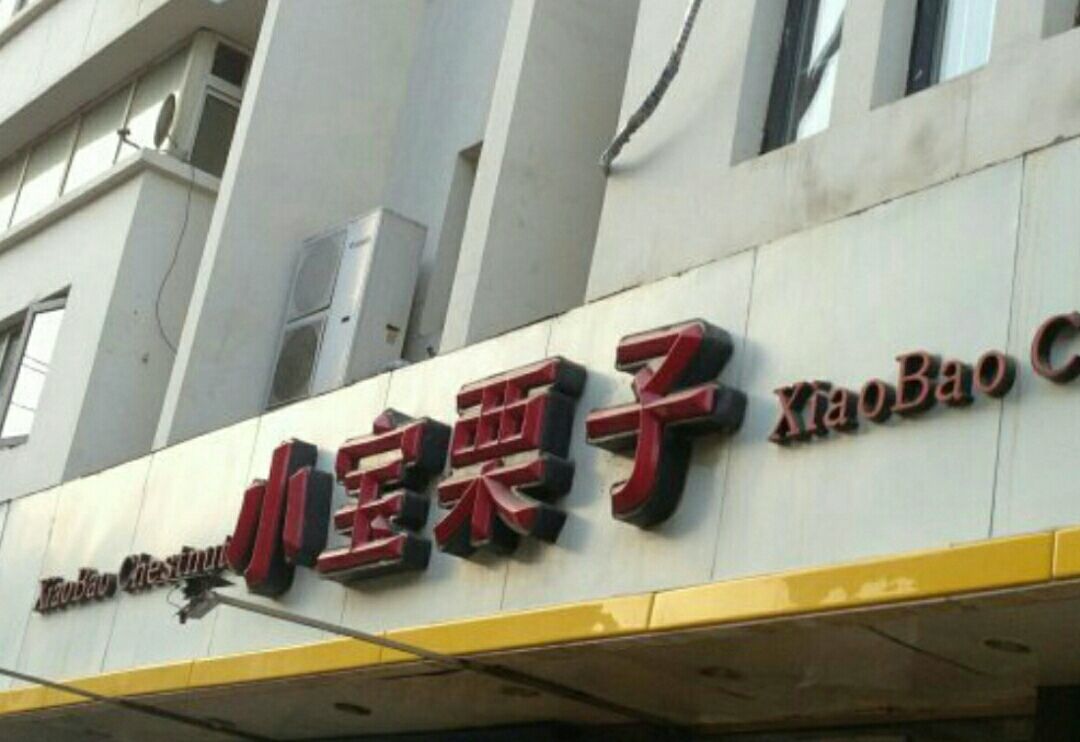 XiaoBao Chestnut
小宝栗子
XiaoBao C